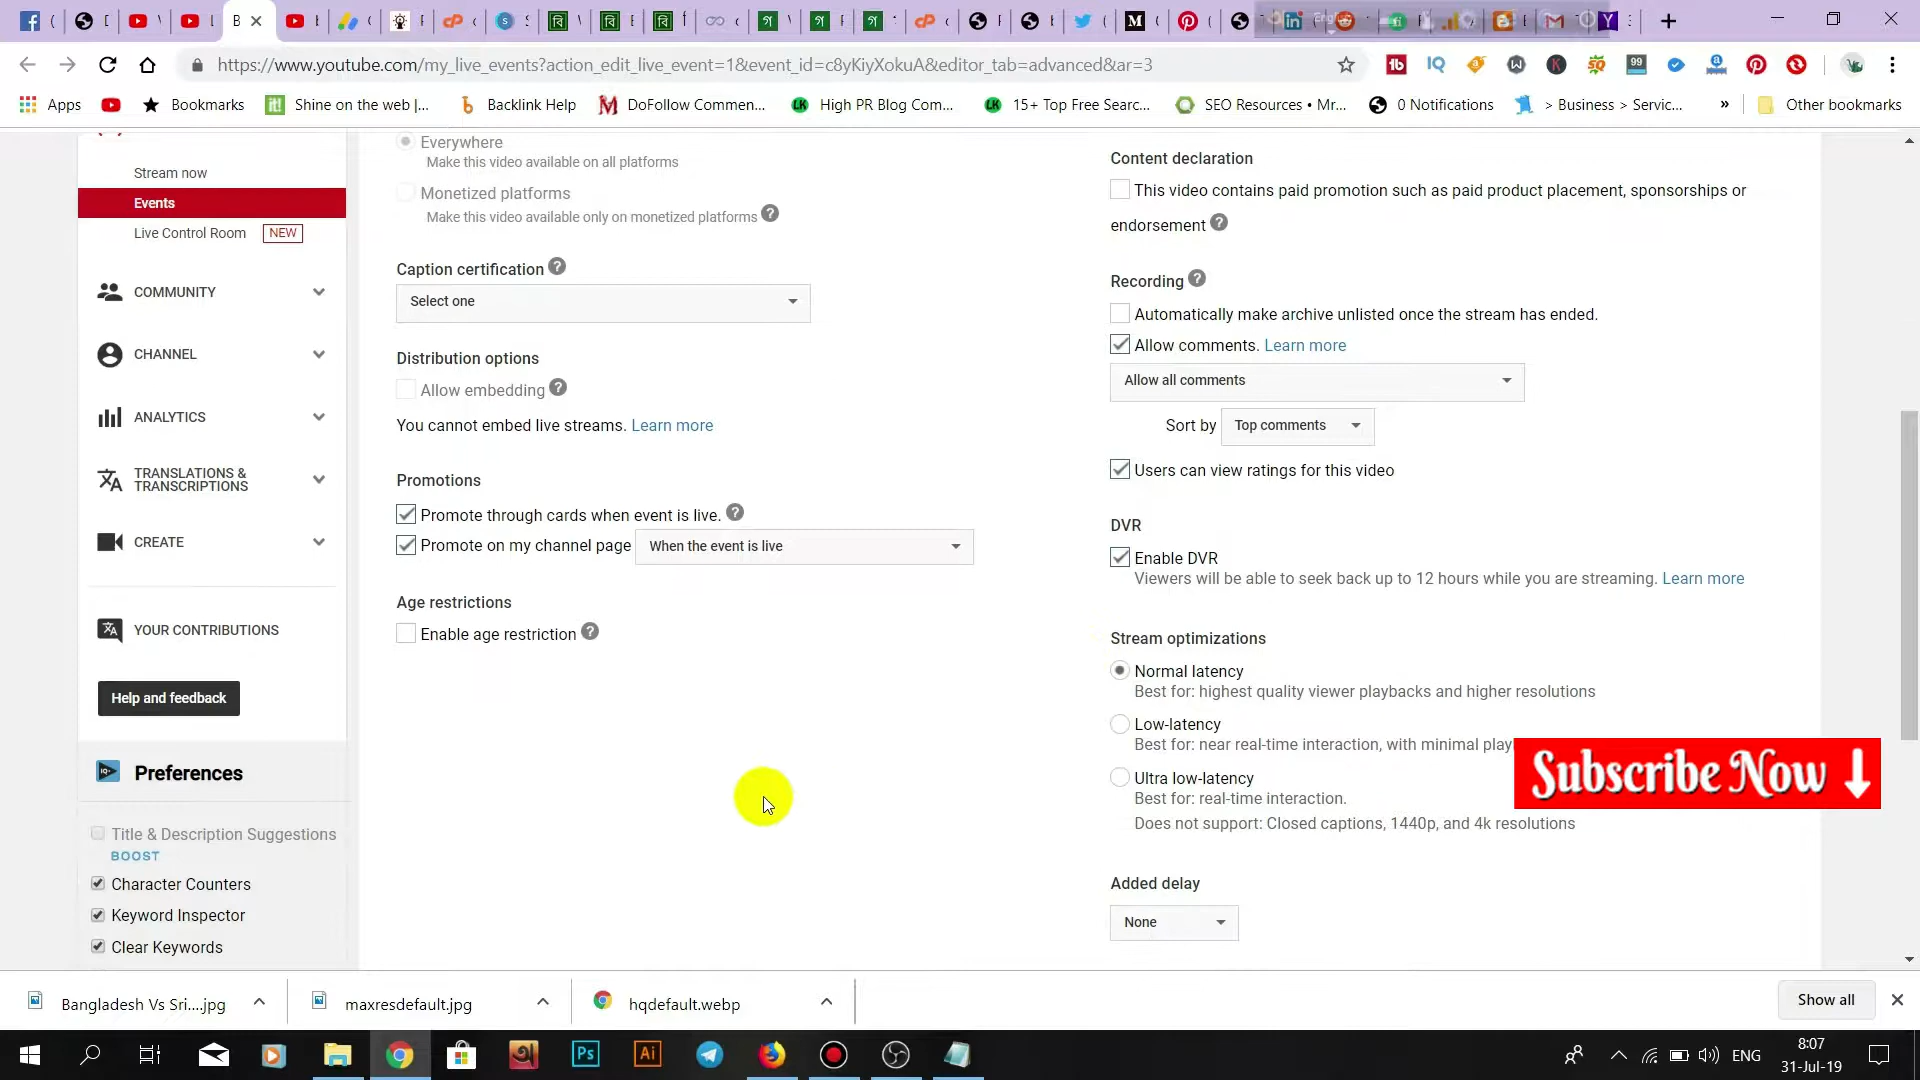 https://www.youtube.com/my_live_events?action_edit_live_event=1&event_id=c8yKiyXokuA&editor_tab=advanced&ar=3
Apps
Bookmarks
Shine on the web |...
Backlink Help
DoFollow Commen...
High PR Blog Com...
15+ Top Free Searc...
SEO Resources • Mr...
0 Notifications
> Business > Servic...
»
Other bookmarks
Stream now
Events
Live Control Room NEW
COMMUNITY
CHANNEL
ANALYTICS
TRANSLATIONS &
TRANSCRIPTIONS
CREATE
YOUR CONTRIBUTIONS
Help and feedback
Preferences
Title & Description Suggestions
BOOST
Character Counters
Keyword Inspector
Clear Keywords
Everywhere
Make this video available on all platforms
Monetized platforms
Make this video available only on monetized platforms ?
Caption certification ?
Select one
Distribution options
Allow embedding ?
You cannot embed live streams. Learn more
Promotions
Promote through cards when event is live. ?
Promote on my channel page When the event is live
Age restrictions
Enable age restriction ?
Content declaration
This video contains paid promotion such as paid product placement, sponsorships or
endorsement ?
Recording ?
Automatically make archive unlisted once the stream has ended.
Allow comments. Learn more
Allow all comments
Sort by Top comments
Users can view ratings for this video
DVR
Enable DVR
Viewers will be able to seek back up to 12 hours while you are streaming. Learn more
Stream optimizations
Normal latency
Best for: highest quality viewer playbacks and higher resolutions
Low-latency
Best for: near real-time interaction, with minimal play
Ultra low-latency
Best for: real-time interaction.
Does not support: Closed captions, 1440p, and 4k resolutions
Subscribe Now
Added delay
None
Bangladesh Vs Sri....jpg
maxresdefault.jpg
hqdefault.webp
Show all
Ps
Ai
ENG
8:07
31-Jul-19